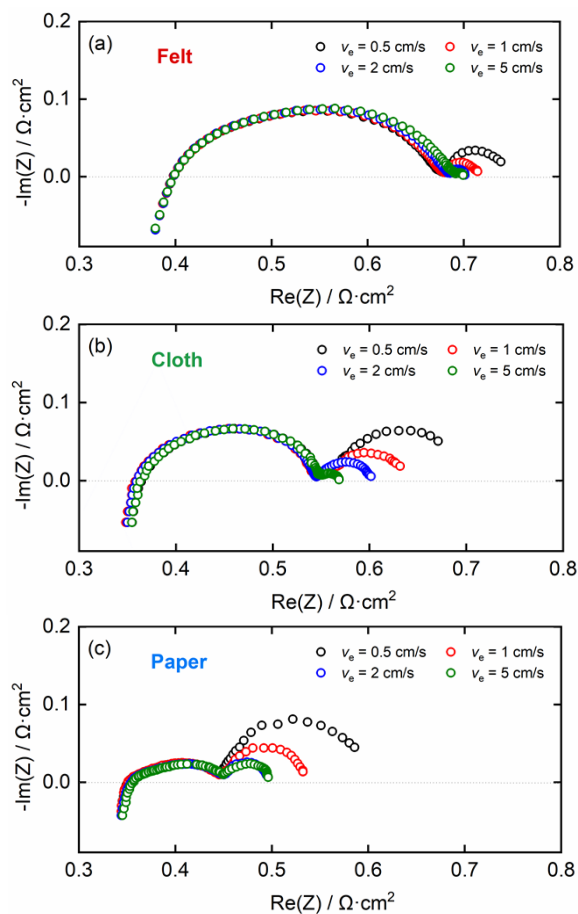 0.2
(a)
Felt
vₑ = 0.5 cm/s
vₑ = 1 cm/s
vₑ = 2 cm/s
vₑ = 5 cm/s
0.1
0.0
-Im(Z) / Ω·cm²
0.3 0.4 0.5 0.6 0.7 0.8
Re(Z) / Ω·cm²
0.2
(b)
Cloth
vₑ = 0.5 cm/s
vₑ = 1 cm/s
vₑ = 2 cm/s
vₑ = 5 cm/s
0.1
0.0
-Im(Z) / Ω·cm²
0.3 0.4 0.5 0.6 0.7 0.8
Re(Z) / Ω·cm²
0.2
(c)
Paper
vₑ = 0.5 cm/s
vₑ = 1 cm/s
vₑ = 2 cm/s
vₑ = 5 cm/s
0.1
0.0
-Im(Z) / Ω·cm²
0.3 0.4 0.5 0.6 0.7 0.8
Re(Z) / Ω·cm²